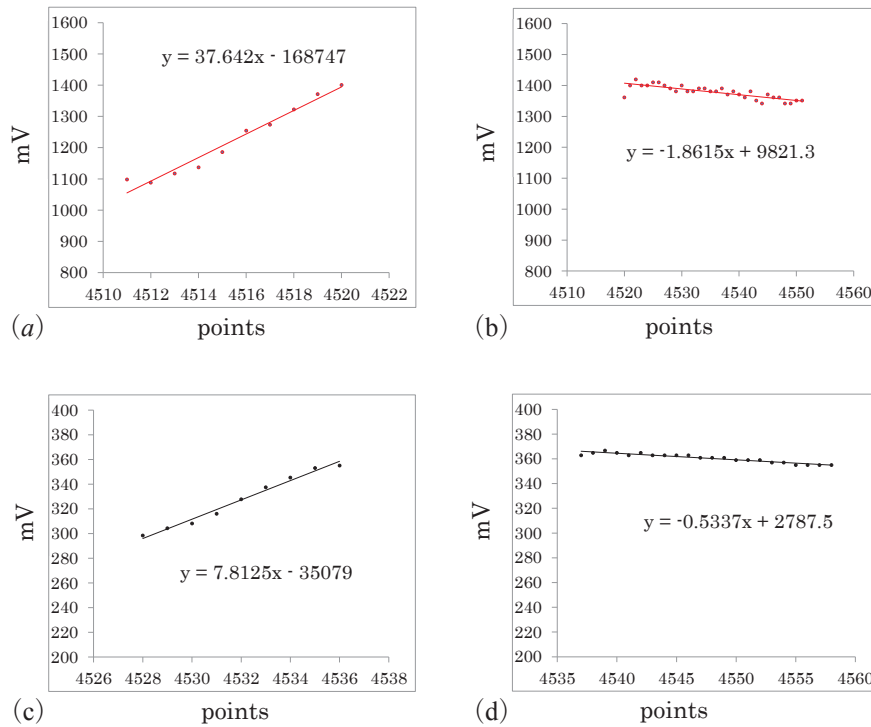 1600
1500
1400
1300
1200
1100
1000
900
800
mV
y = 37.642x - 168747
4510 4512 4514 4516 4518 4520 4522
(a)
points
1600
1500
1400
1300
1200
1100
1000
900
800
mV
y = -1.8615x + 9821.3
4510 4520 4530 4540 4550 4560
(b)
points
400
380
360
340
320
300
280
260
240
220
200
mV
y = 7.8125x - 35079
4526 4528 4530 4532 4534 4536 4538
(c)
points
400
380
360
340
320
300
280
260
240
220
200
mV
y = -0.5337x + 2787.5
4535 4540 4545 4550 4555 4560
(d)
points